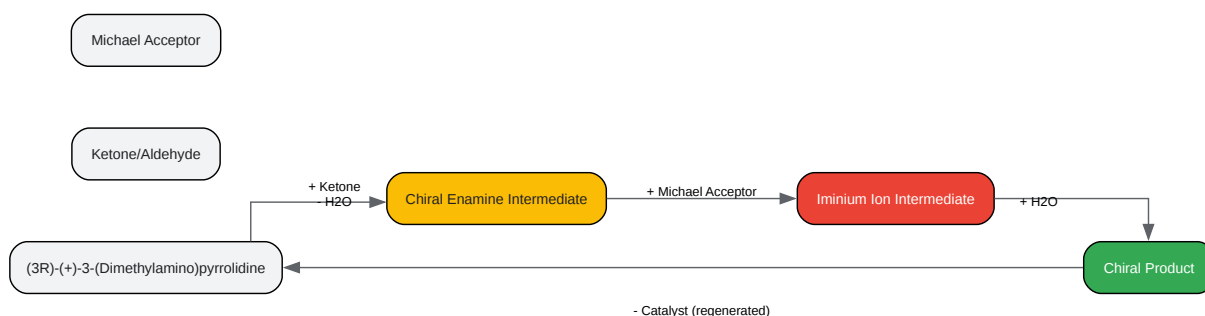 Michael Acceptor
Ketone/Aldehyde
+ Ketone
- H2O
Chiral Enamine Intermediate
+ Michael Acceptor
Iminium Ion Intermediate
+ H2O
(3R)-(+)-3-(Dimethylamino)pyrrolidine
Chiral Product
- Catalyst (regenerated)